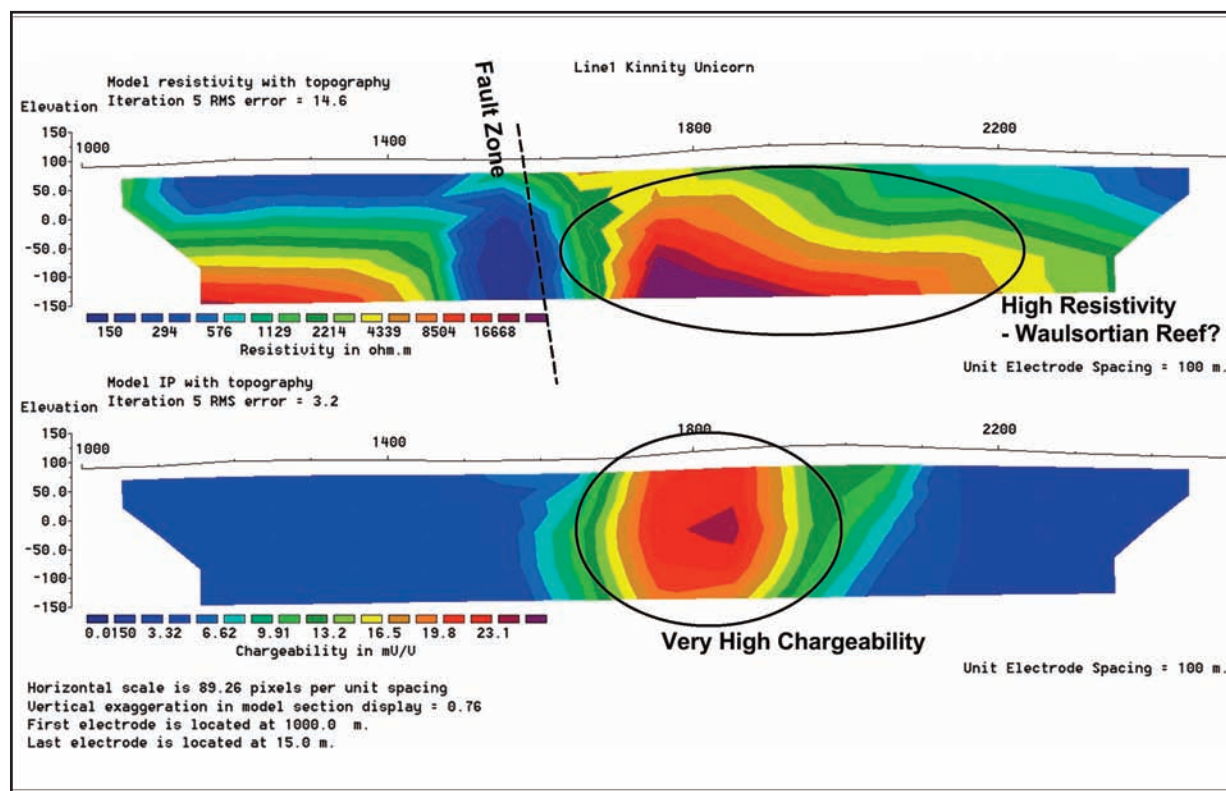 Line1 Kinnity Unicorn
Model resistivity with topography
Iteration 5 RMS error = 14.6
Fault Zone
Elevation
1000 1400 1800 2200
150
100
50.0
0.0
-50.0
-100
-150
150 294 576 1129 2214 4339 8504 16668
Resistivity in ohm.m
High Resistivity
- Waulsortian Reef?
Unit Electrode Spacing = 100 m.
Model IP with topography
Iteration 5 RMS error = 3.2
Elevation
1000 1400 1800 2200
150
100
50.0
0.0
-50.0
-100
-150
0.0150 3.32 6.62 9.91 13.2 16.5 19.8 23.1
Chargeability in mV/V
Very High Chargeability
Unit Electrode Spacing = 100 m.
Horizontal scale is 89.26 pixels per unit spacing
Vertical exaggeration in model section display = 0.76
First electrode is located at 1000.0 m.
Last electrode is located at 15.0 m.